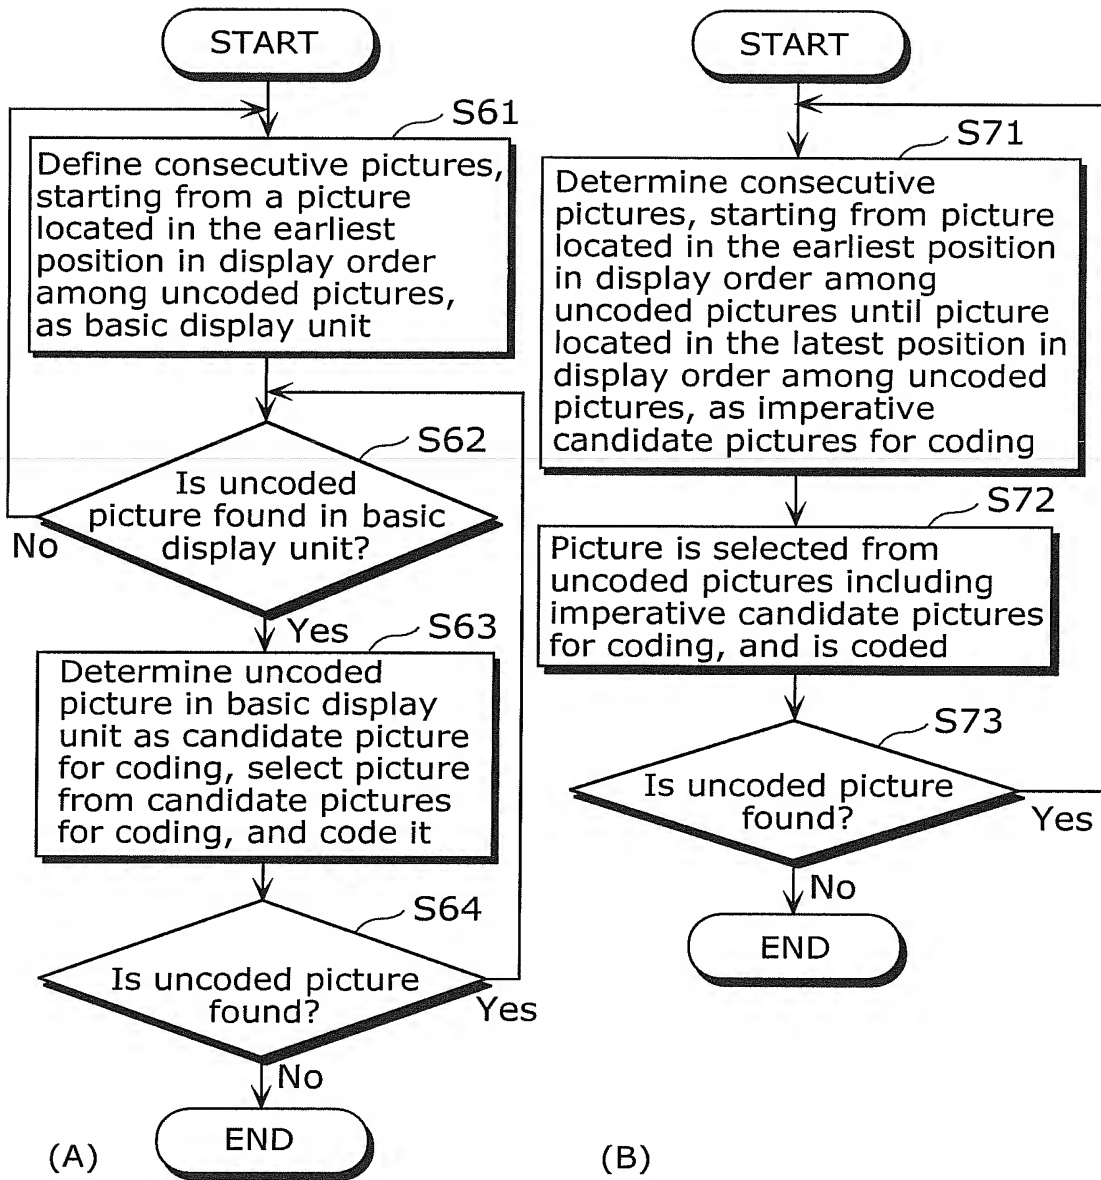 START
S61
Define consecutive pictures,
starting from a picture
located in the earliest
position in display order
among uncoded pictures,
as basic display unit
S62
Is uncoded
picture found in basic
display unit?
No
Yes
S63
Determine uncoded
picture in basic display
unit as candidate picture
for coding, select picture
from candidate pictures
for coding, and code it
S64
Is uncoded picture
found?
Yes
No
END
(A)
START
S71
Determine consecutive
pictures, starting from picture
located in the earliest position
in display order among
uncoded pictures until picture
located in the latest position in
display order among uncoded
pictures, as imperative
candidate pictures for coding
S72
Picture is selected from
uncoded pictures including
imperative candidate pictures
for coding, and is coded
S73
Is uncoded picture
found?
Yes
No
END
(B)